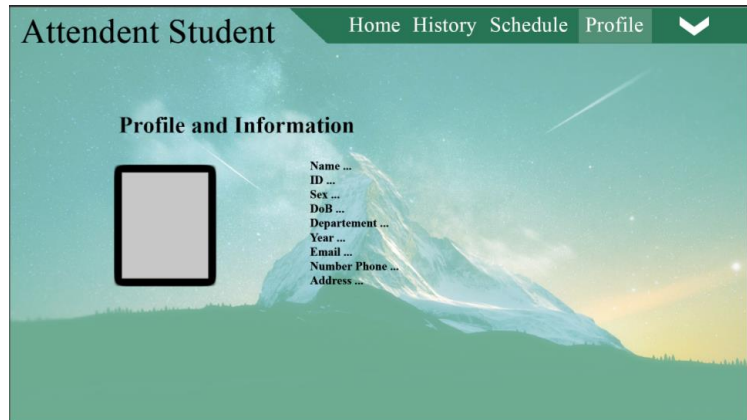 Attendent Student
Home History Schedule Profile
Profile and Information
Name ...
ID ...
Sex ...
DoB ...
Departement ...
Year ...
Email ...
Number Phone ...
Address ...